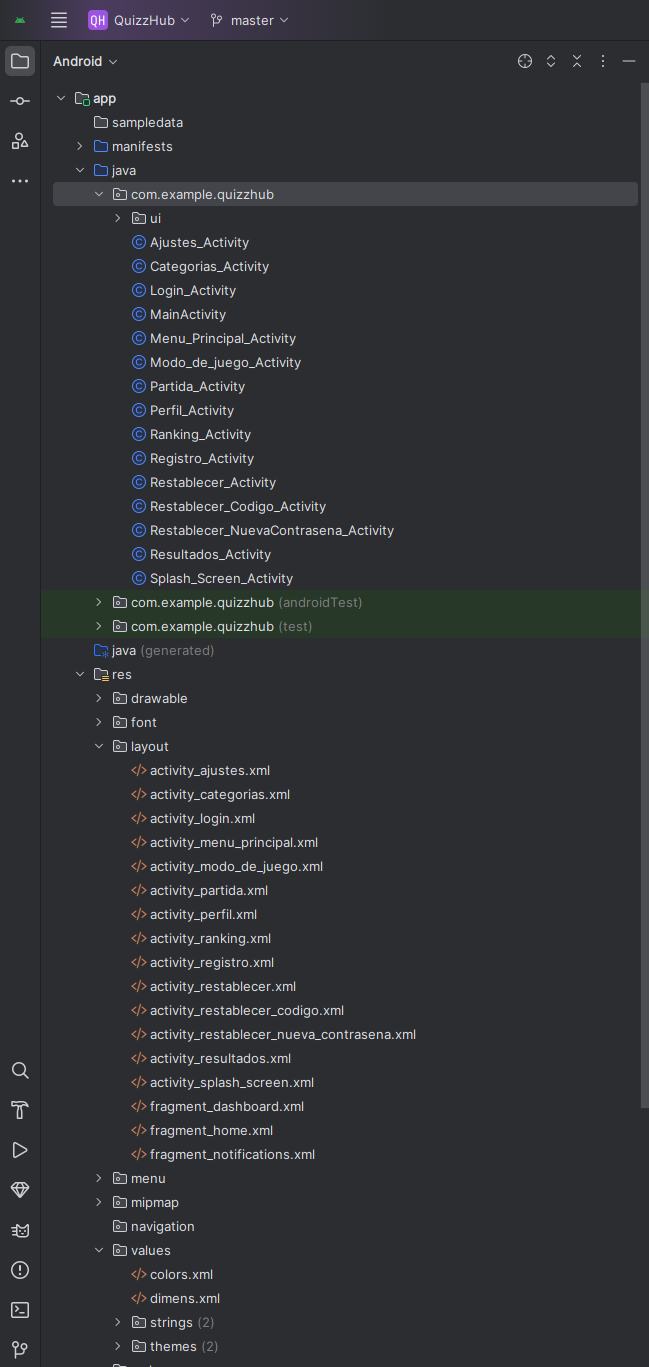 QH QuizzHub master
Android
app
sampledata
manifests
java
com.example.quizzhub
ui
Ajustes_Activity
Categorias_Activity
Login_Activity
MainActivity
Menu_Principal_Activity
Modo_de_juego_Activity
Partida_Activity
Perfil_Activity
Ranking_Activity
Registro_Activity
Restablecer_Activity
Restablecer_Codigo_Activity
Restablecer_NuevaContrasena_Activity
Resultados_Activity
Splash_Screen_Activity
com.example.quizzhub (androidTest)
com.example.quizzhub (test)
java (generated)
res
drawable
font
layout
activity_ajustes.xml
activity_categorias.xml
activity_login.xml
activity_menu_principal.xml
activity_modo_de_juego.xml
activity_partida.xml
activity_perfil.xml
activity_ranking.xml
activity_registro.xml
activity_restablecer.xml
activity_restablecer_codigo.xml
activity_restablecer_nueva_contrasena.xml
activity_resultados.xml
activity_splash_screen.xml
fragment_dashboard.xml
fragment_home.xml
fragment_notifications.xml
menu
mipmap
navigation
values
colors.xml
dimens.xml
strings (2)
themes (2)